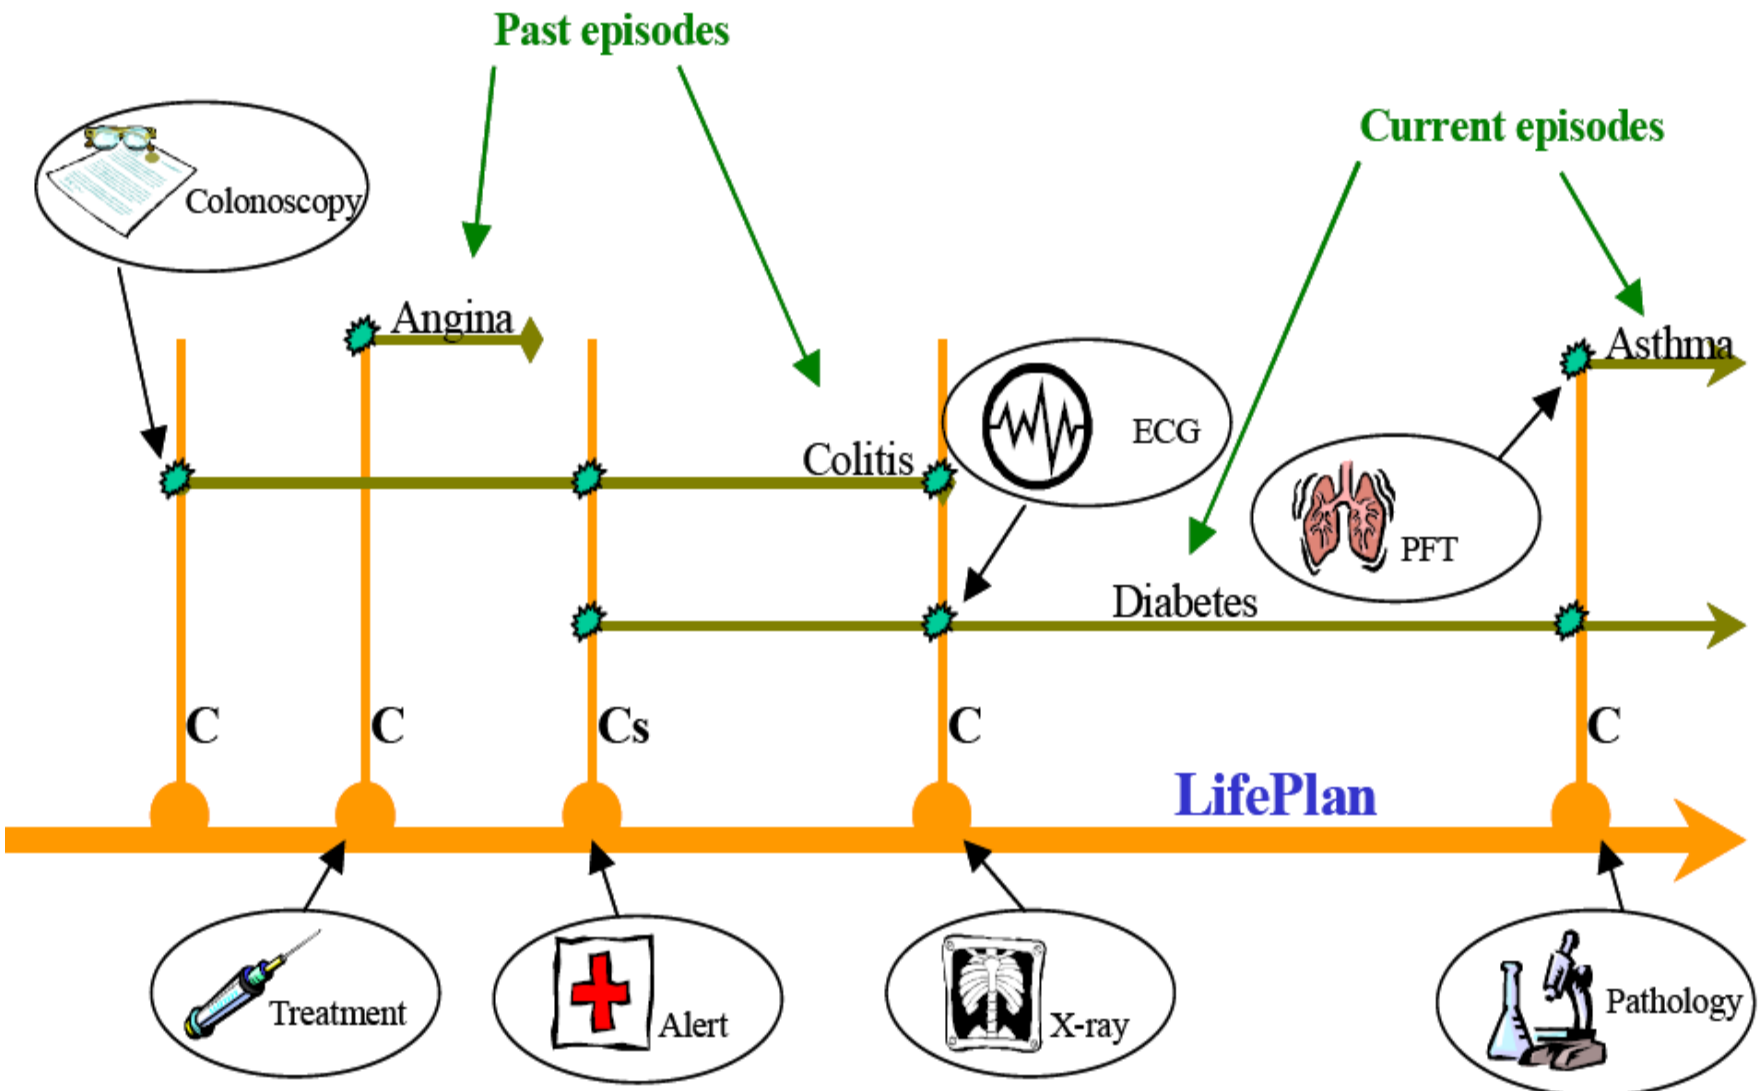 Past episodes
Current episodes
Colonoscopy
Angina
Asthma
ECG
Colitis
PFT
Diabetes
C
C
Cs
C
C
LifePlan
Treatment
Alert
X-ray
Pathology